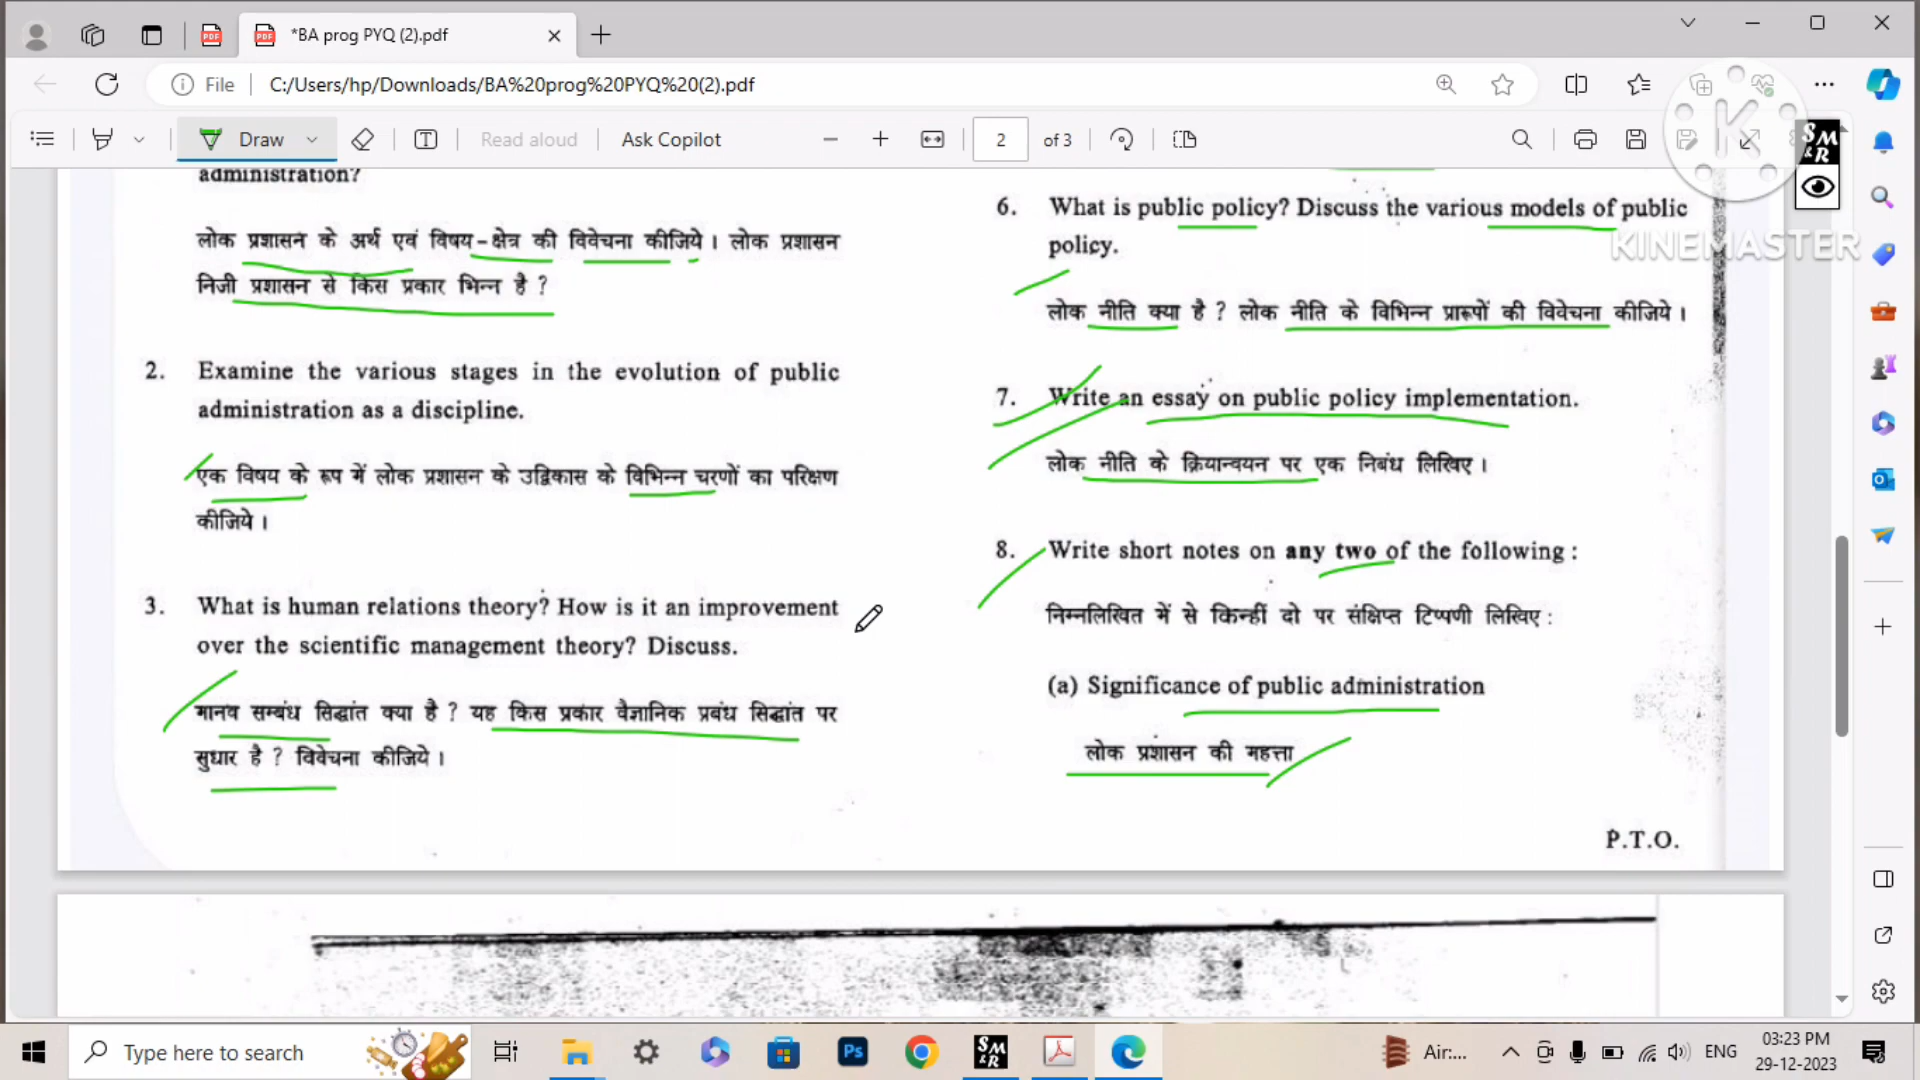 *BA prog PYQ (2).pdf
File
C:/Users/hp/Downloads/BA%20prog%20PYQ%20(2).pdf
Draw
Read aloud
Ask Copilot
2 of 3
SM&R
KINEMASTER
administration?
लोक प्रशासन के अर्थ एवं विषय-क्षेत्र की विवेचना कीजिये। लोक प्रशासन
निजी प्रशासन से किस प्रकार भिन्न है ?
2. Examine the various stages in the evolution of public
administration as a discipline.
एक विषय के रूप में लोक प्रशासन के उद्विकास के विभिन्न चरणों का परिक्षण
कीजिये।
3. What is human relations theory? How is it an improvement
over the scientific management theory? Discuss.
मानव सम्बंध सिद्धांत क्या है ? यह किस प्रकार वैज्ञानिक प्रबंध सिद्धांत पर
सुधार है ? विवेचना कीजिये।
6. What is public policy? Discuss the various models of public
policy.
लोक नीति क्या है ? लोक नीति के विभिन्न प्रारूपों की विवेचना कीजिये।
7. Write an essay on public policy implementation.
लोक नीति के क्रियान्वयन पर एक निबंध लिखिए।
8. Write short notes on any two of the following :
निम्नलिखित में से किन्हीं दो पर संक्षिप्त टिप्पणी लिखिए :
(a) Significance of public administration
लोक प्रशासन की महत्ता
P.T.O.
Type here to search
Ps
SM&R
Air:...
ENG
03:23 PM
29-12-2023